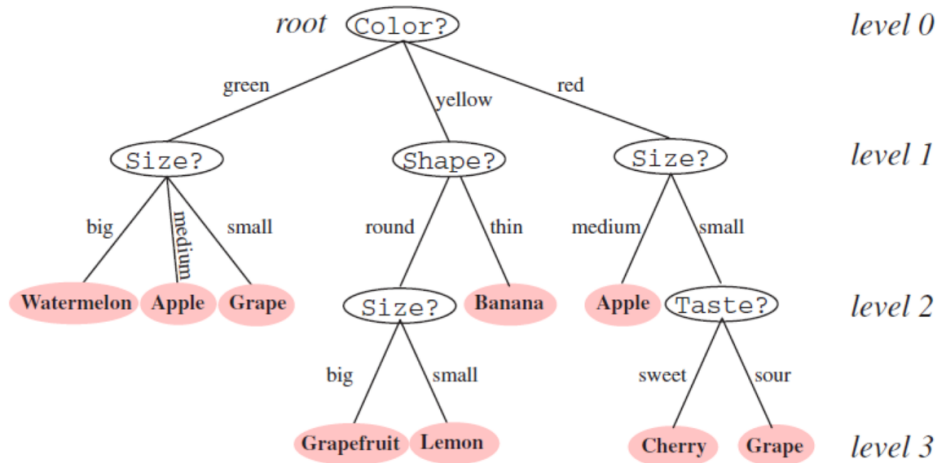 root Color? level 0
green yellow red
Size? Shape? Size? level 1
big medium small round thin medium small
Watermelon Apple Grape Size? Banana Apple Taste? level 2
big small sweet sour
Grapefruit Lemon Cherry Grape level 3